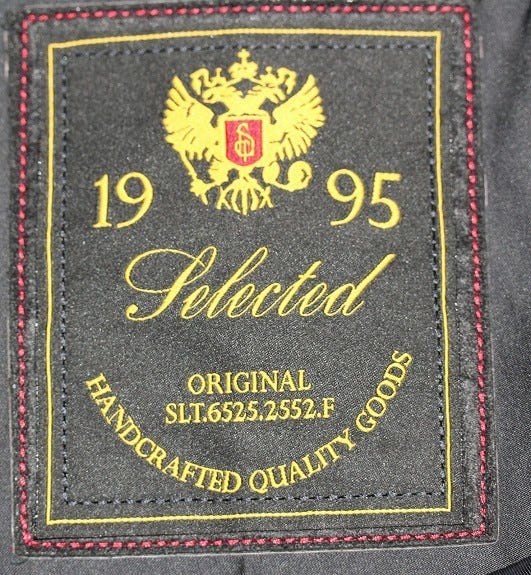 19 95
Selected
ORIGINAL
SLT.6525.2552.F
HANDCRAFTED QUALITY GOODS